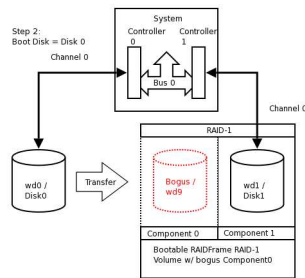 System
Step 2:
Boot Disk = Disk 0
Controller
0
Controller
1
Channel 0
Bus 0
Channel 0
RAID-1
wd0 /
Disk0
Transfer
Bogus /
wd9
wd1 /
Disk1
Component 0
Component 1
Bootable RAIDFrame RAID-1
Volume w/ bogus Component0